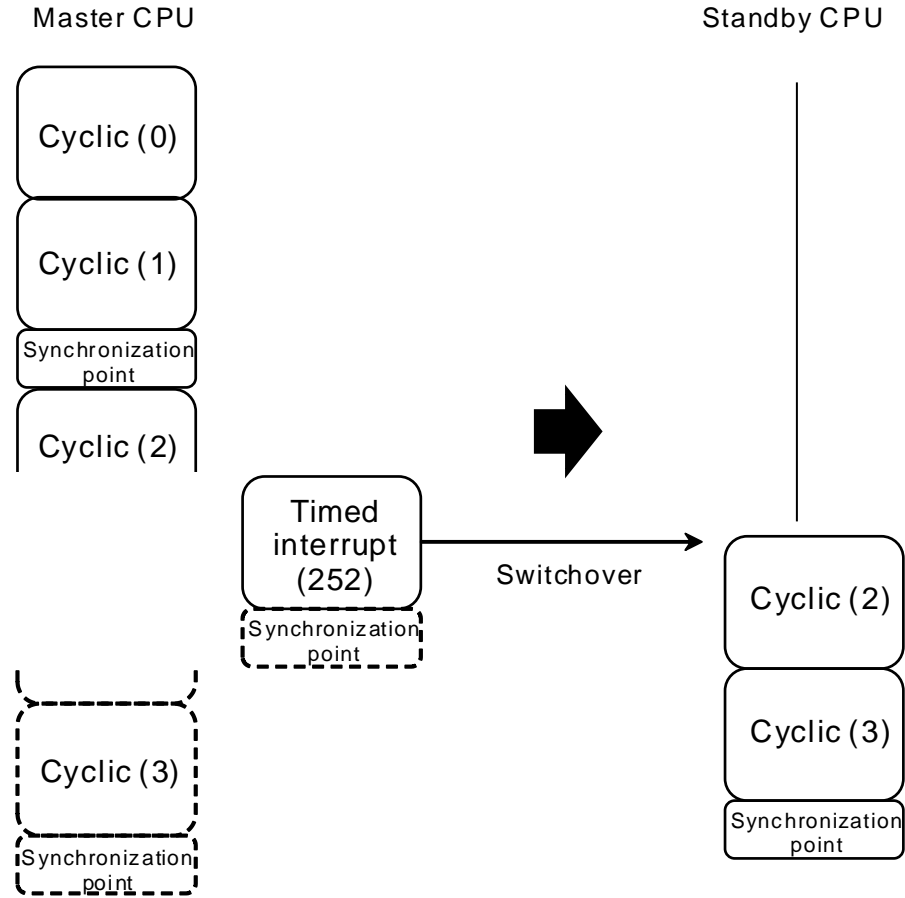 Master CPU
Standby CPU
Cyclic (0)
Cyclic (1)
Synchronization
point
Cyclic (2)
Timed
interrupt
(252)
Switchover
Synchronization
point
Cyclic (2)
Cyclic (3)
Cyclic (3)
Synchronization
point
Synchronization
point